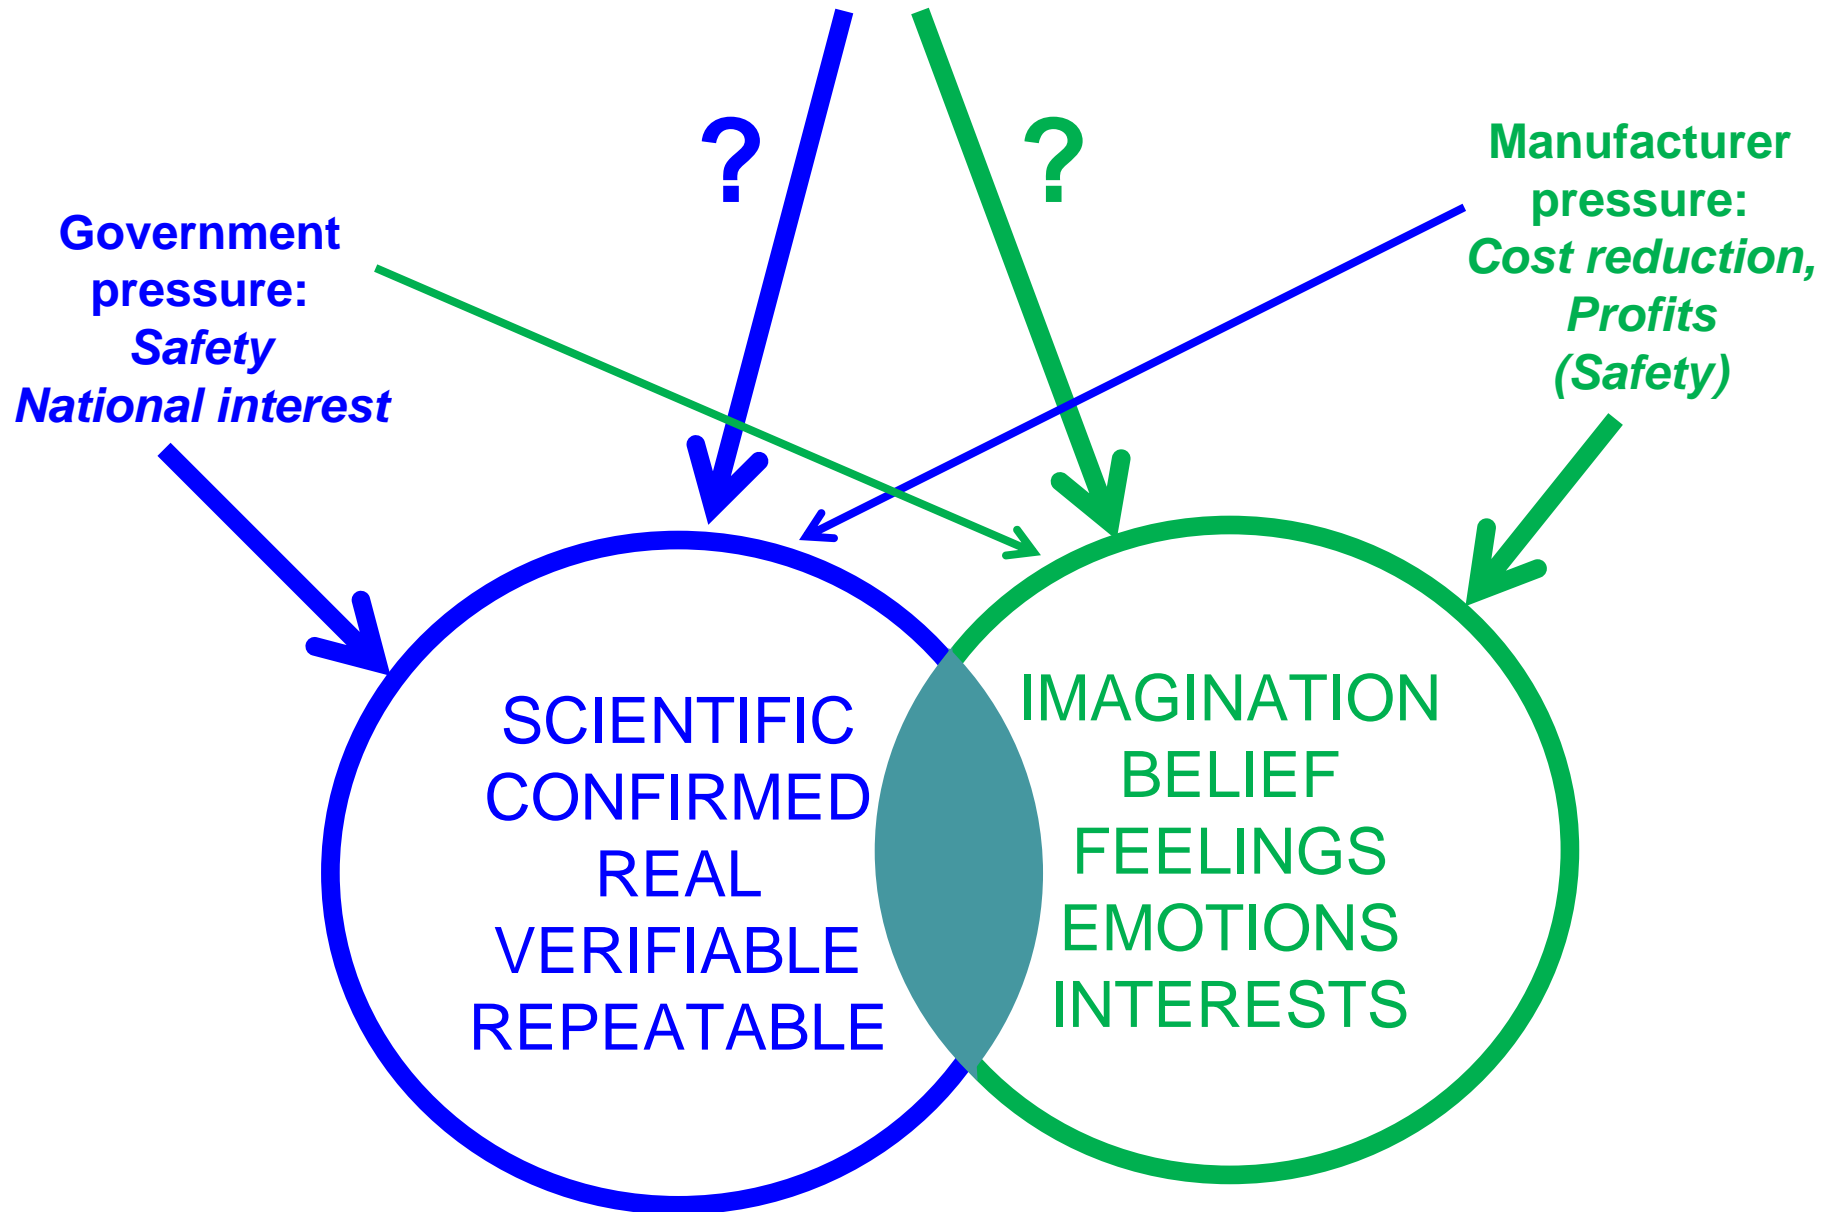 ?
?
Government
pressure:
Safety
National interest
Manufacturer
pressure:
Cost reduction,
Profits
(Safety)
SCIENTIFIC
CONFIRMED
REAL
VERIFIABLE
REPEATABLE
IMAGINATION
BELIEF
FEELINGS
EMOTIONS
INTERESTS